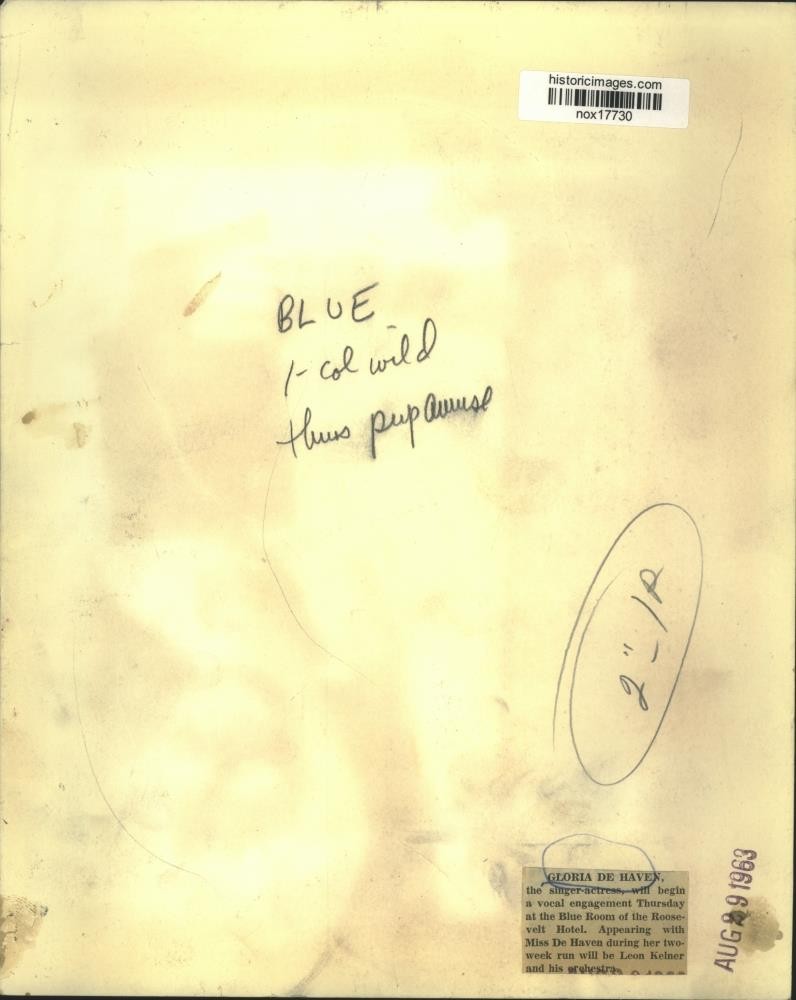 historicimages.com
nox17730
BLUE
1-col wild
thurs pup amuse
2" - 1P
GLORIA DE HAVEN,
the singer-actress, will begin
a vocal engagement Thursday
at the Blue Room of the Roose-
velt Hotel. Appearing with
Miss De Haven during her two-
week run will be Leon Kelner
and his orchestra.
AUG 29 1963